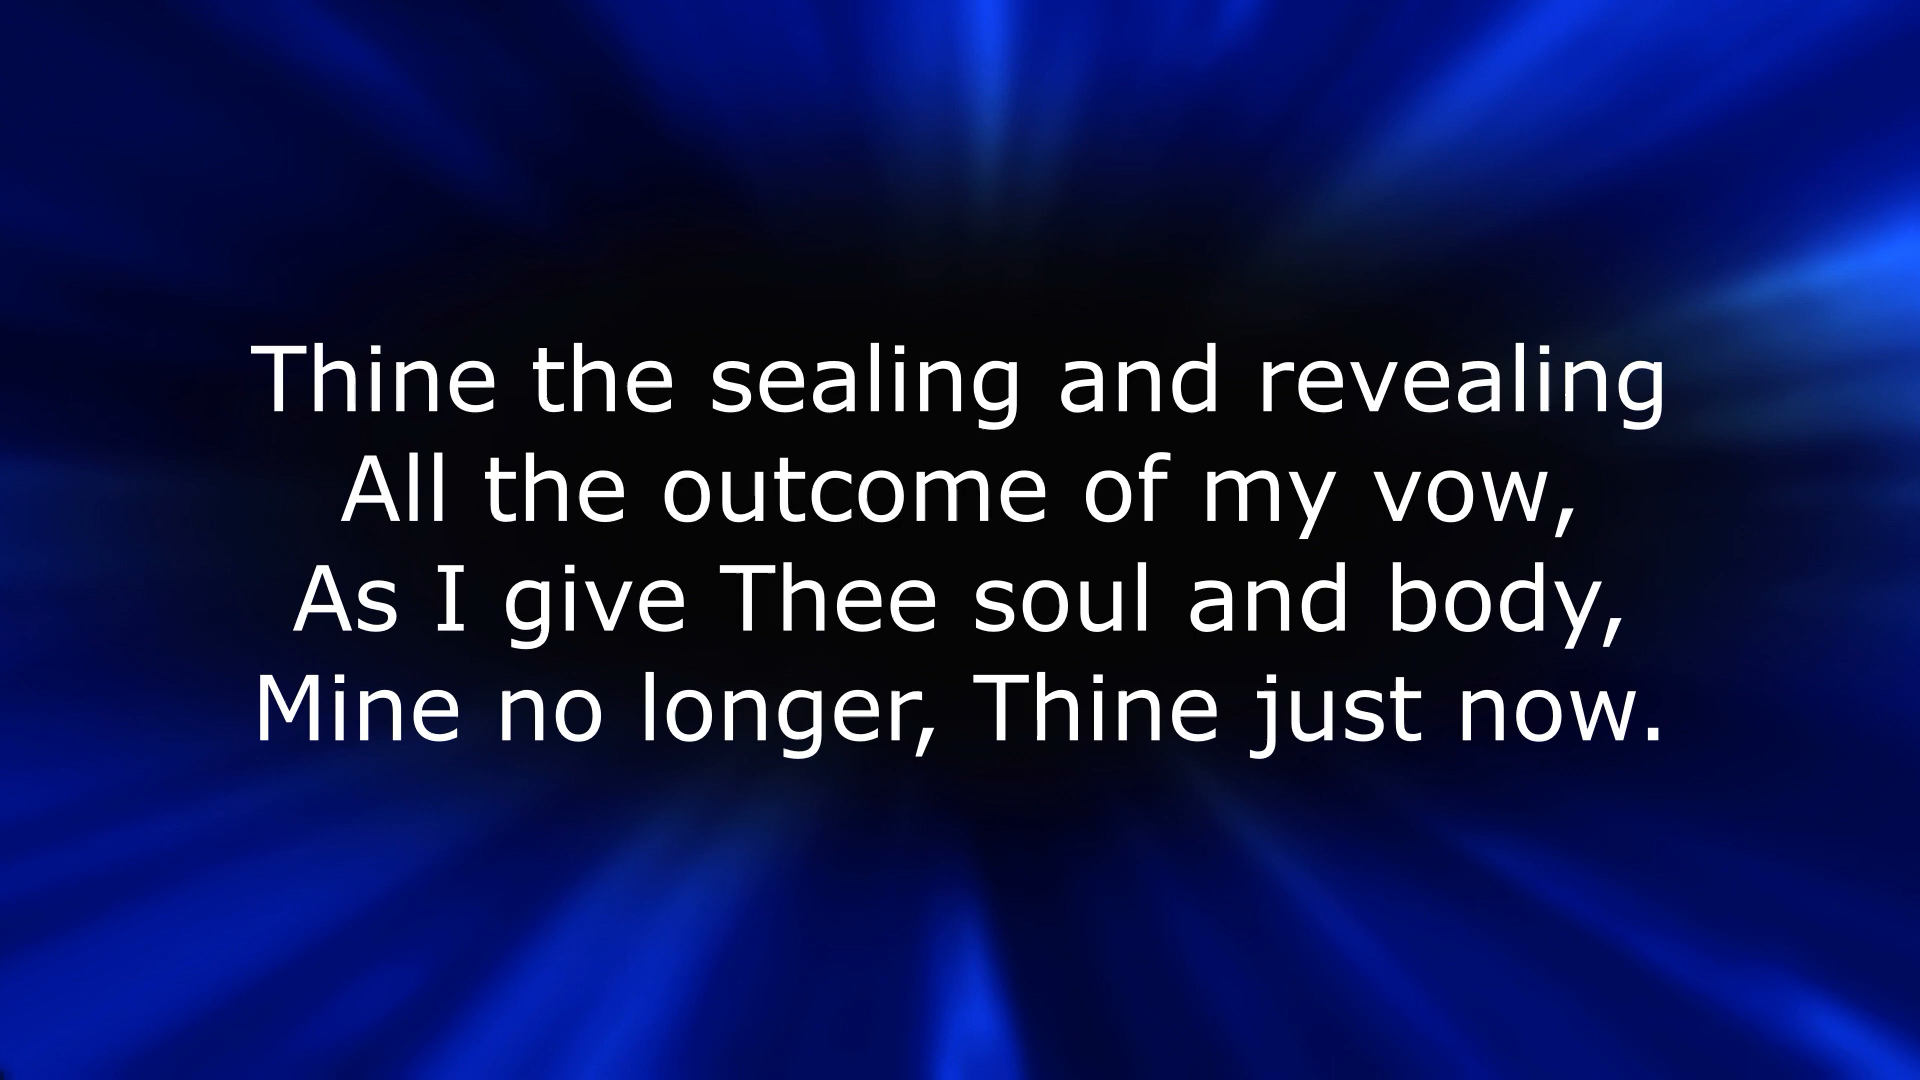 Thine the sealing and revealing
All the outcome of my vow,
As I give Thee soul and body,
Mine no longer, Thine just now.